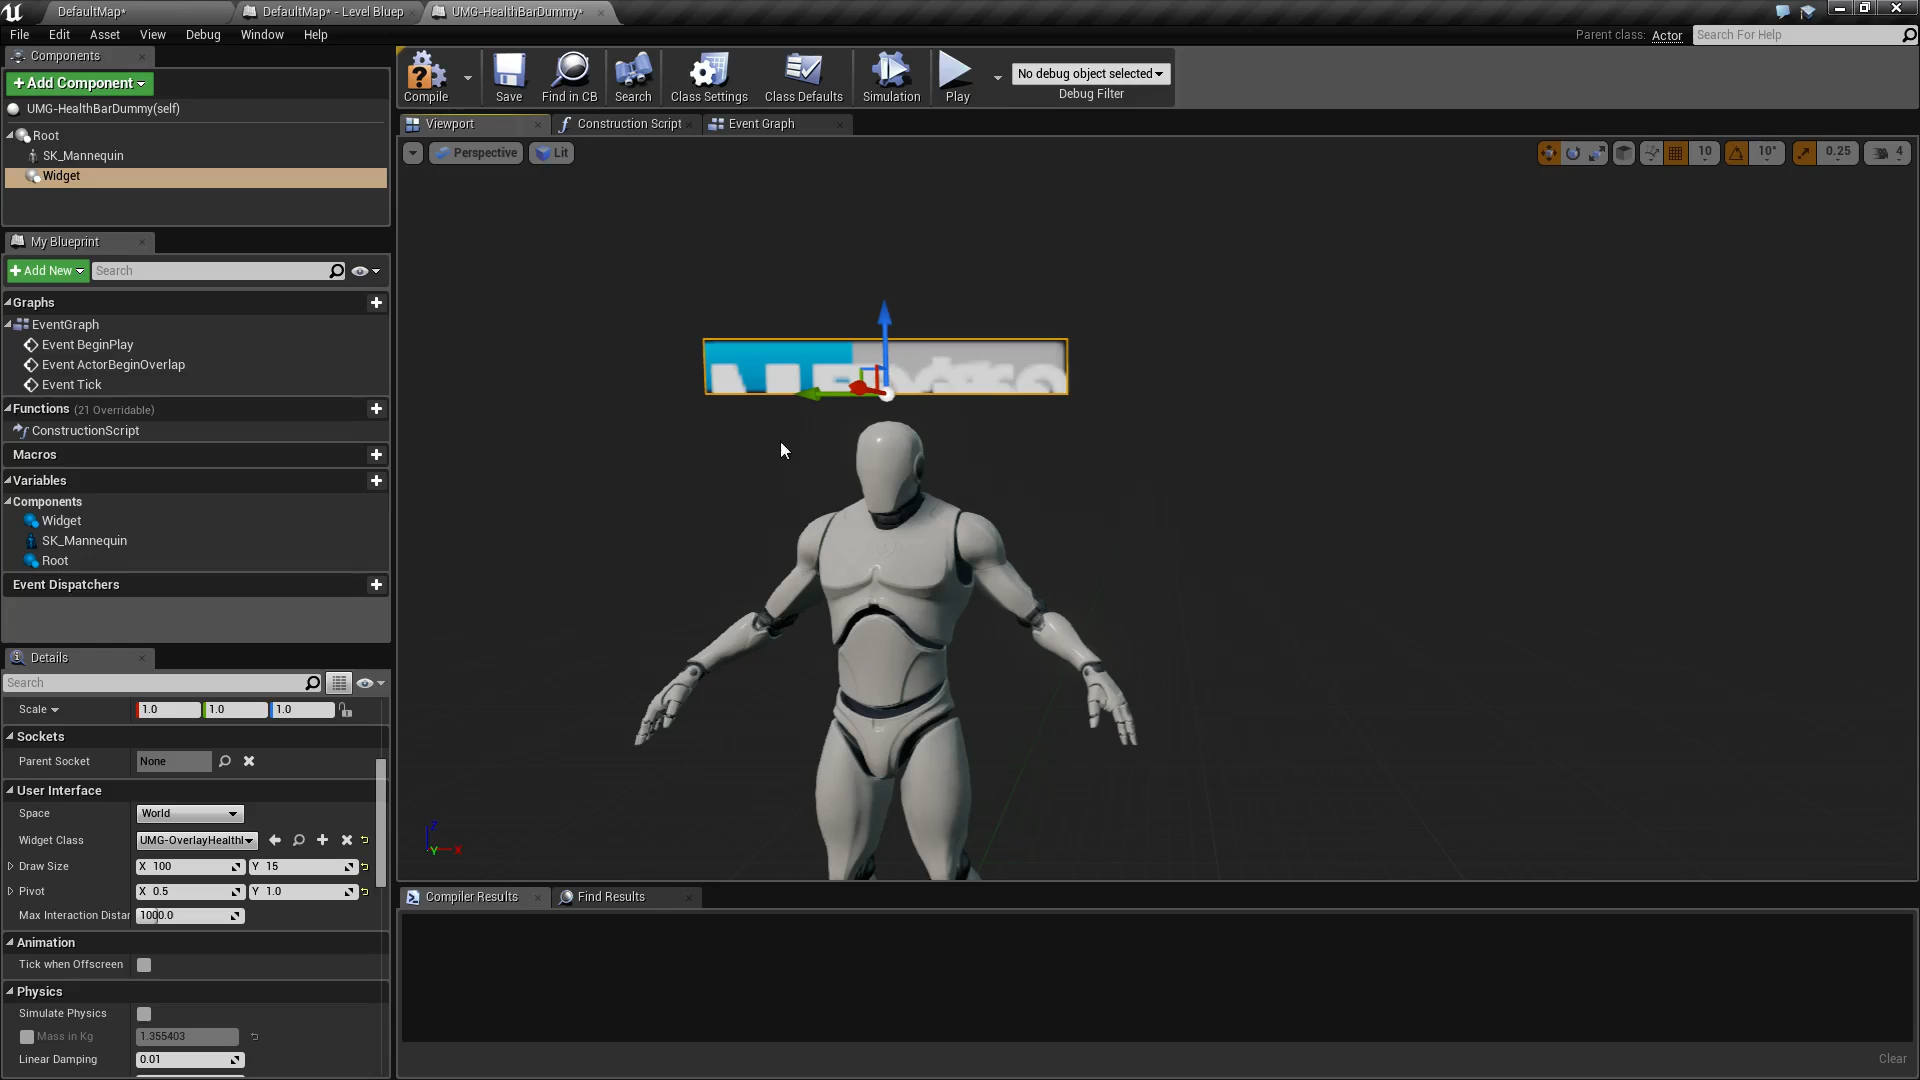 DefaultMap*
DefaultMap* - Level Bluep
UMG-HealthBarDummy*
File Edit Asset View Debug Window Help
Parent class: Actor
Search For Help
Components
Add Component
UMG-HealthBarDummy(self)
Root
SK_Mannequin
Widget
Compile
Save
Find in CB
Search
Class Settings
Class Defaults
Simulation
Play
No debug object selected
Debug Filter
Viewport
Construction Script
Event Graph
Perspective
Lit
10
10°
0.25
4
My Blueprint
Add New
Search
Graphs
EventGraph
Event BeginPlay
Event ActorBeginOverlap
Event Tick
Functions (21 Overridable)
ConstructionScript
Macros
Variables
Components
Widget
SK_Mannequin
Root
Event Dispatchers
Details
Search
Scale 1.0 1.0 1.0
Sockets
Parent Socket None
User Interface
Space World
Widget Class UMG-OverlayHealthl
Draw Size X 100 Y 15
Pivot X 0.5 Y 1.0
Max Interaction Distar 1000.0
Animation
Tick when Offscreen
Physics
Simulate Physics
Mass in Kg 1.355403
Linear Damping 0.01
Z
Y X
Compiler Results
Find Results
Clear